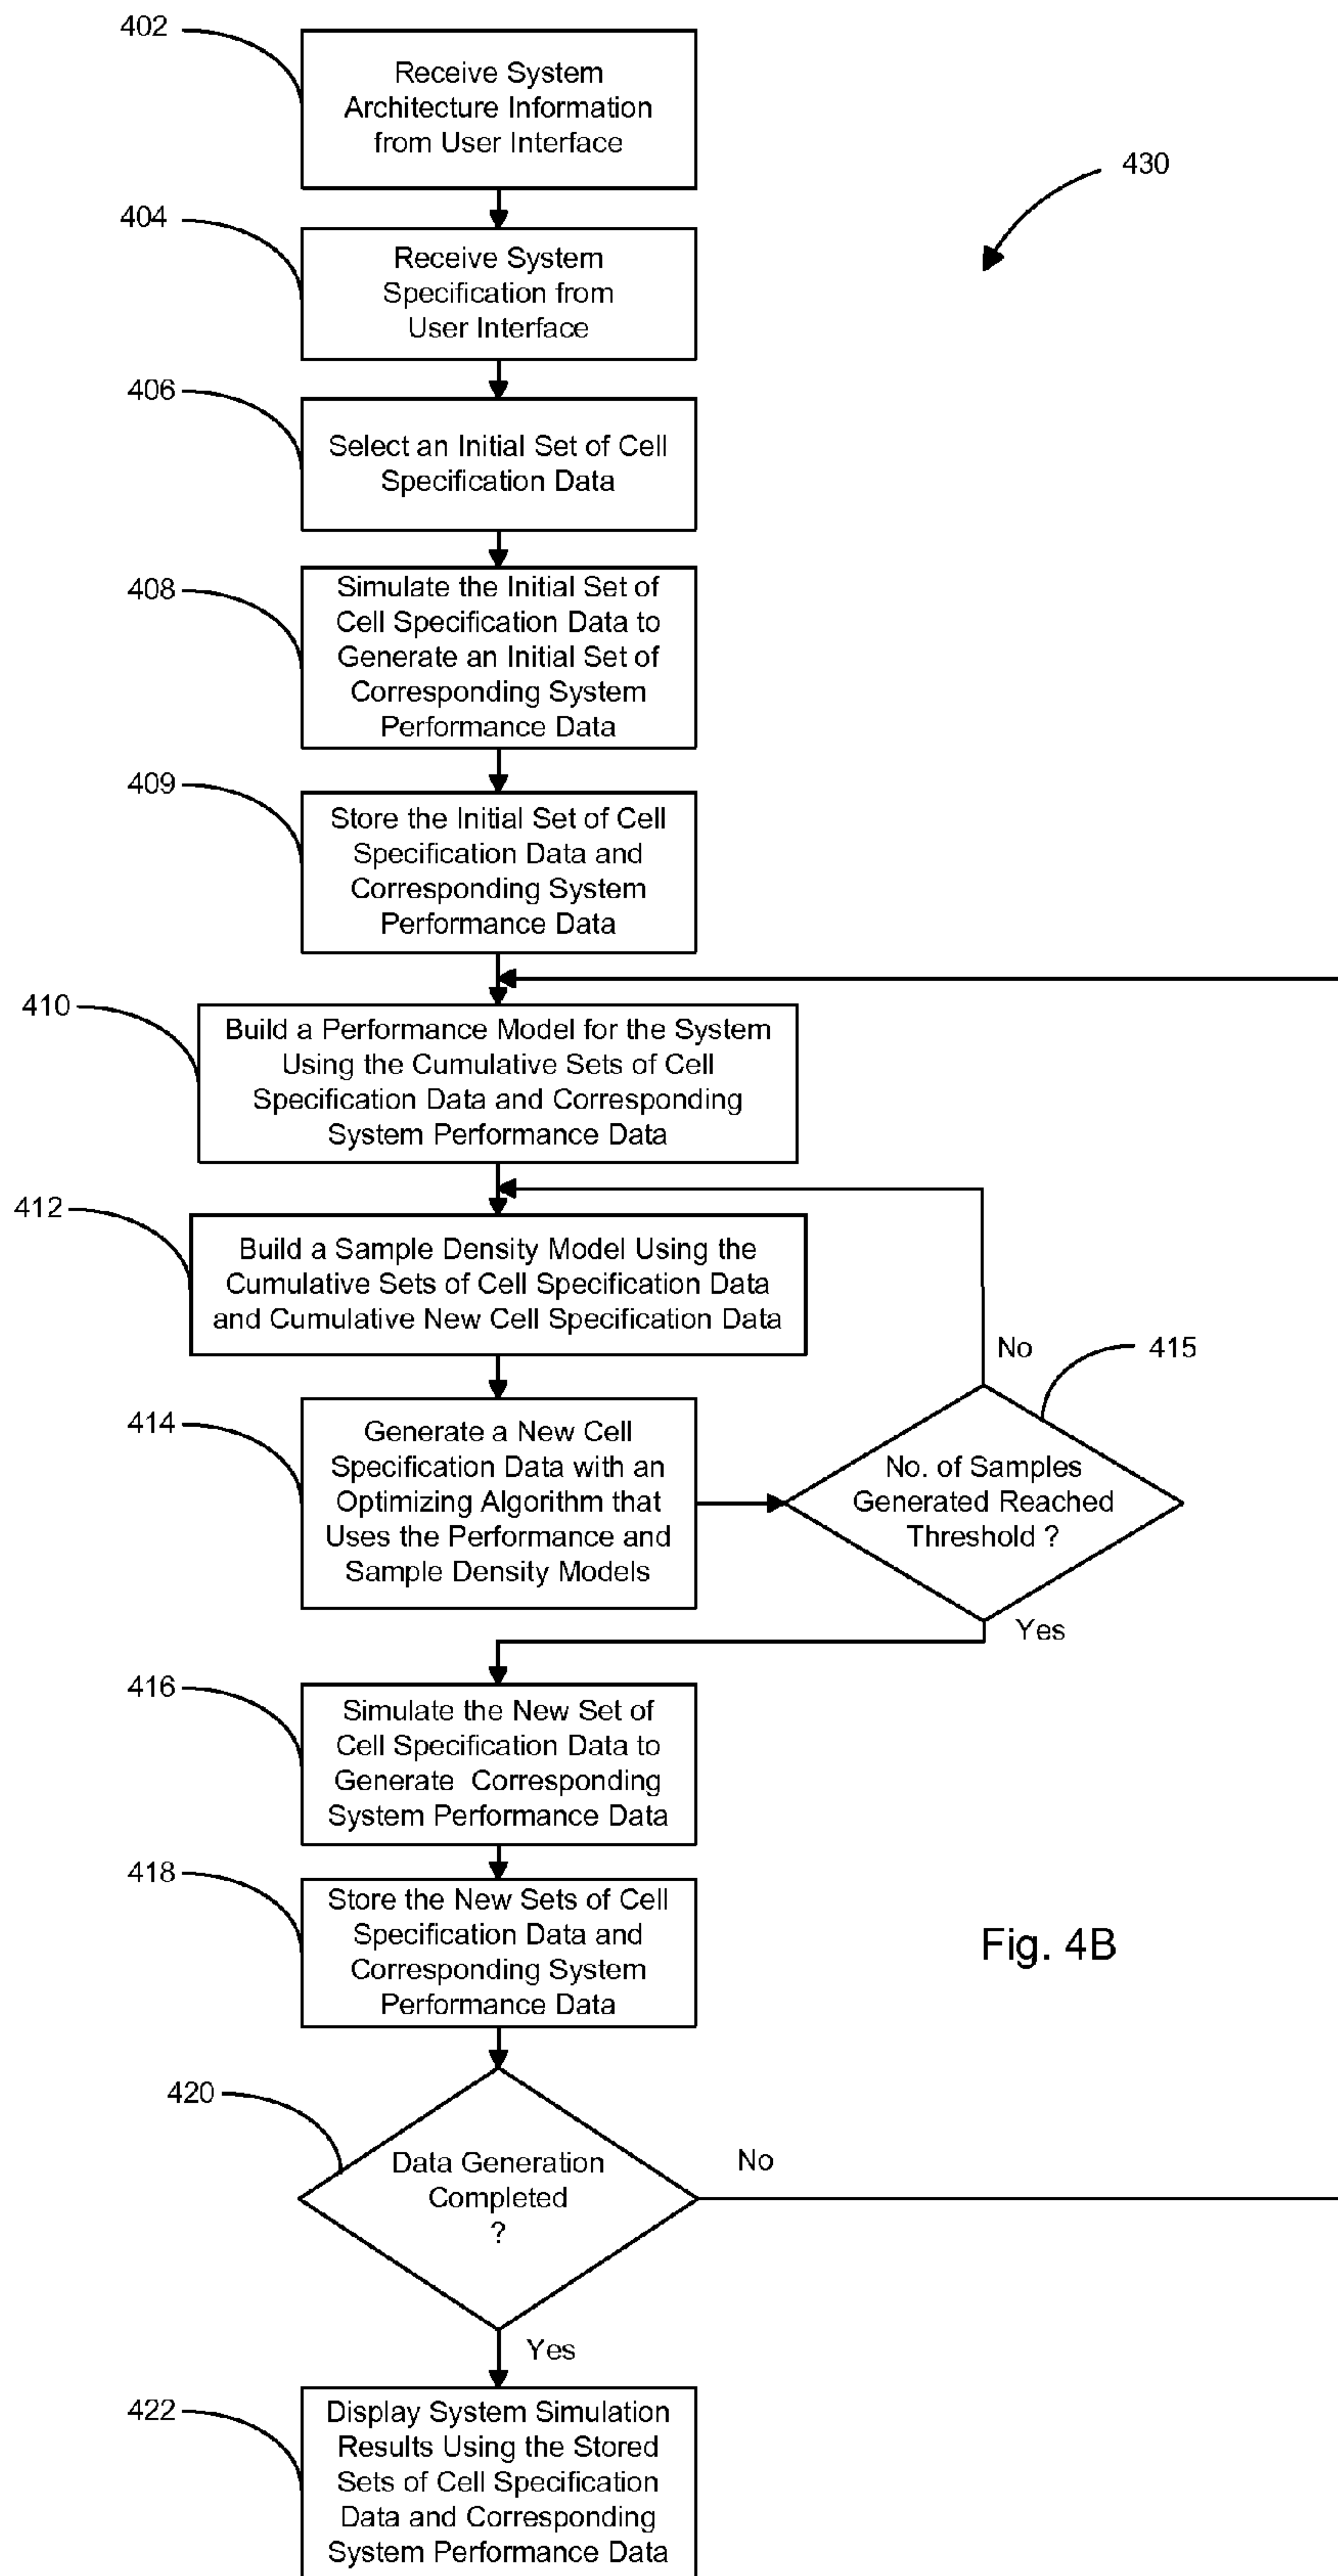 402
Receive System
Architecture Information
from User Interface
430
404
Receive System
Specification from
User Interface
406
Select an Initial Set of Cell
Specification Data
408
Simulate the Initial Set of
Cell Specification Data to
Generate an Initial Set of
Corresponding System
Performance Data
409
Store the Initial Set of Cell
Specification Data and
Corresponding System
Performance Data
410
Build a Performance Model for the System
Using the Cumulative Sets of Cell
Specification Data and Corresponding
System Performance Data
412
Build a Sample Density Model Using the
Cumulative Sets of Cell Specification Data
and Cumulative New Cell Specification Data
No
415
414
Generate a New Cell
Specification Data with an
Optimizing Algorithm that
Uses the Performance and
Sample Density Models
No. of Samples
Generated Reached
Threshold ?
Yes
416
Simulate the New Set of
Cell Specification Data to
Generate Corresponding
System Performance Data
418
Store the New Sets of Cell
Specification Data and
Corresponding System
Performance Data
Fig. 4B
420
Data Generation
Completed
?
No
Yes
422
Display System Simulation
Results Using the Stored
Sets of Cell Specification
Data and Corresponding
System Performance Data